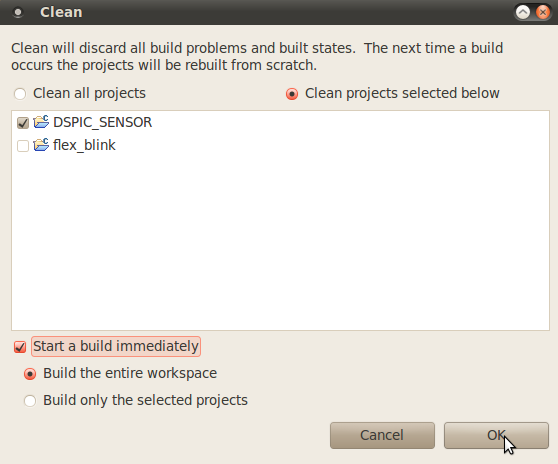 Clean
Clean will discard all build problems and built states. The next time a build
occurs the projects will be rebuilt from scratch.
Clean all projects
Clean projects selected below
DSPIC_SENSOR
flex_blink
Start a build immediately
Build the entire workspace
Build only the selected projects
Cancel
OK